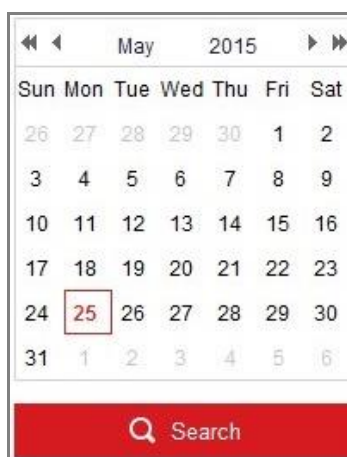 May 2015
Sun Mon Tue Wed Thu Fri Sat
26 27 28 29 30 1 2
3 4 5 6 7 8 9
10 11 12 13 14 15 16
17 18 19 20 21 22 23
24 25 26 27 28 29 30
31 1 2 3 4 5 6
Search